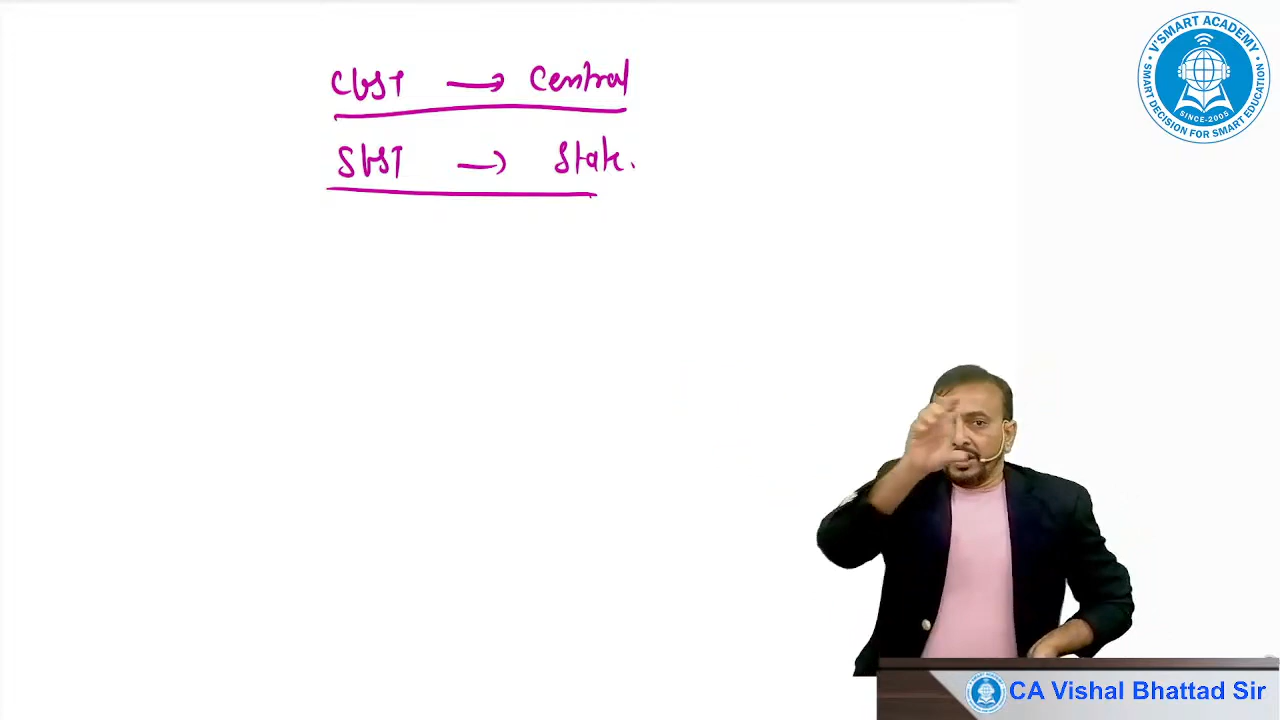 CGST → Central
SGST → State.
V'SMART ACADEMY
SMART DECISION FOR SMART EDUCATION
SINCE-2005
CA Vishal Bhattad Sir